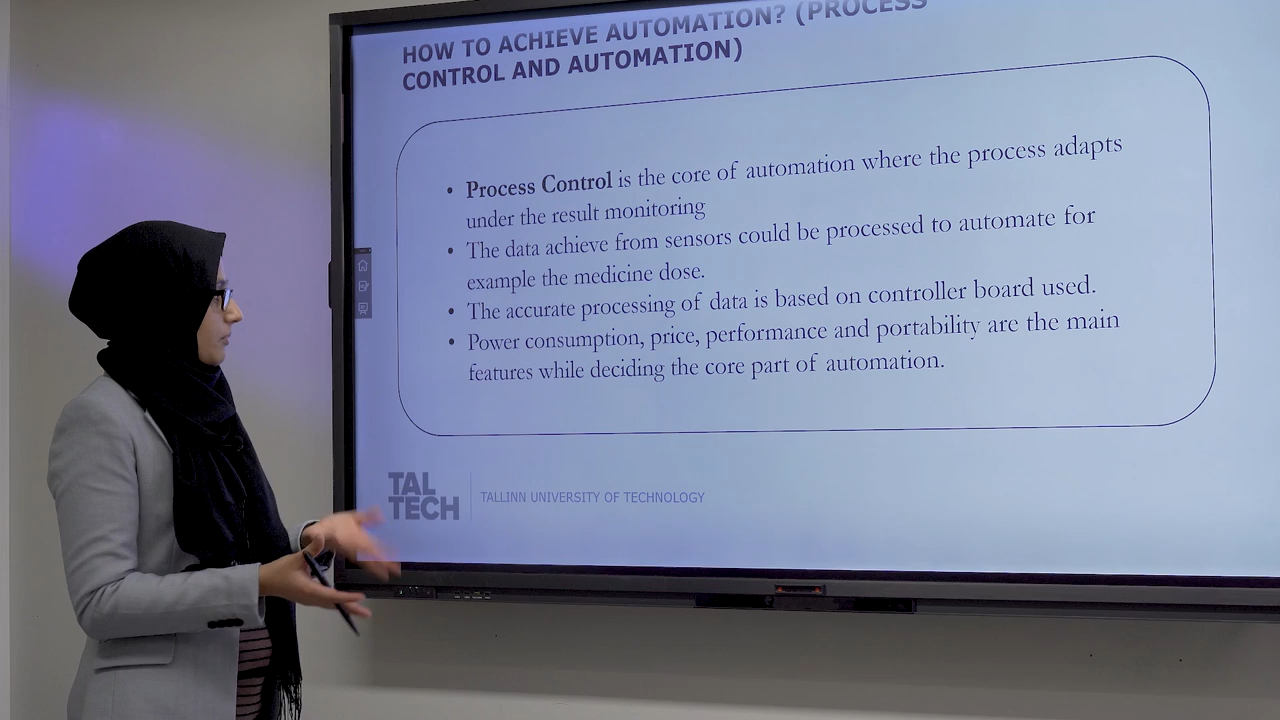 HOW TO ACHIEVE AUTOMATION? (PROCESS
CONTROL AND AUTOMATION)
• Process Control is the core of automation where the process adapts
under the result monitoring
• The data achieve from sensors could be processed to automate for
example the medicine dose.
• The accurate processing of data is based on controller board used.
• Power consumption, price, performance and portability are the main
features while deciding the core part of automation.
TAL
TECH
TALLINN UNIVERSITY OF TECHNOLOGY